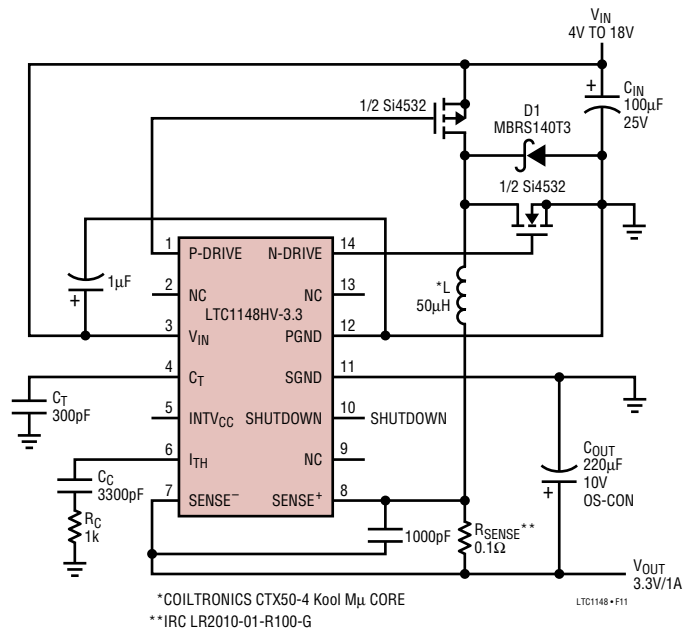 VIN
4V TO 18V
1/2 Si4532
+
CIN
100µF
25V
D1
MBRS140T3
1/2 Si4532
1µF
+
1
P-DRIVE
N-DRIVE
14
2
NC
NC
13
LTC1148HV-3.3
3
VIN
PGND
12
4
CT
SGND
11
5
INTVCC
SHUTDOWN
10
SHUTDOWN
6
ITH
NC
9
7
SENSE–
SENSE+
8
*L
50µH
CT
300pF
CC
3300pF
RC
1k
1000pF
RSENSE**
0.1Ω
COUT
220µF
10V
OS-CON
+
VOUT
3.3V/1A
*COILTRONICS CTX50-4 Kool Mµ CORE
**IRC LR2010-01-R100-G
LTC1148 • F11